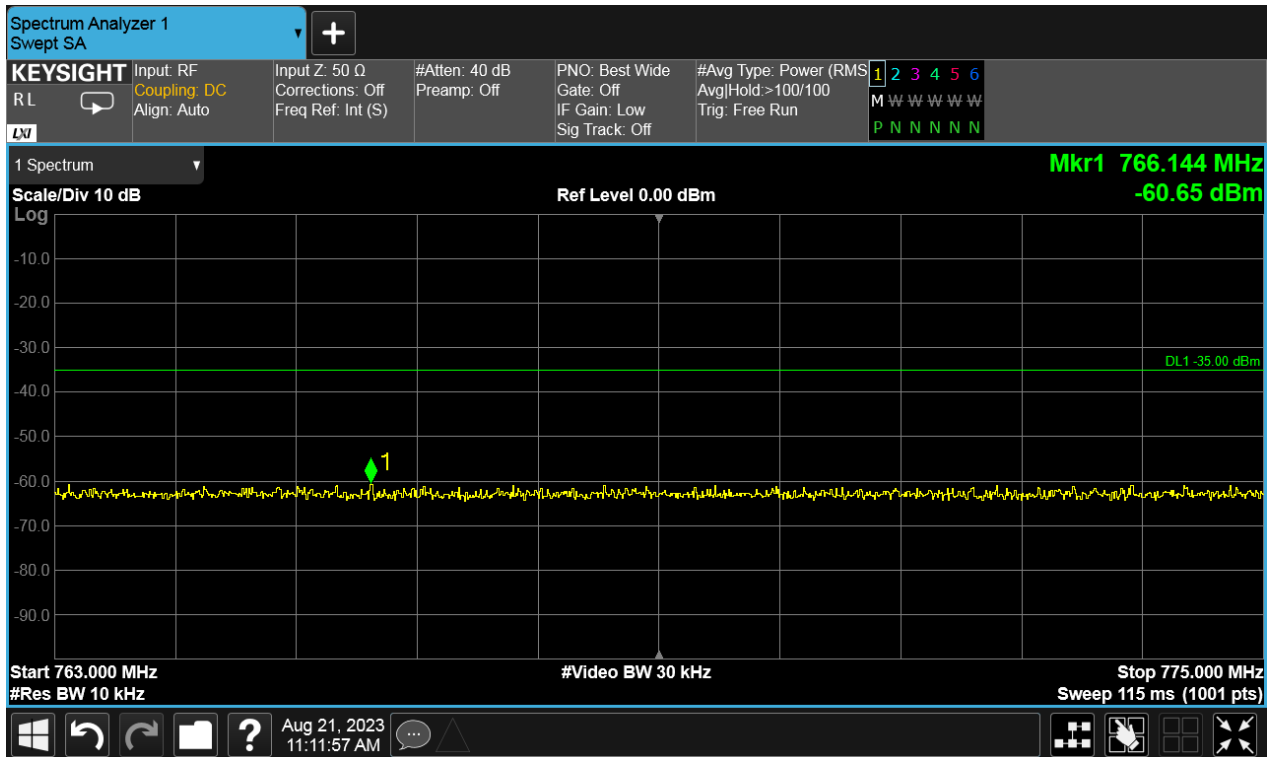 Spectrum Analyzer 1
Swept SA
KEYSIGHT
R L
LXI
Input: RF
Coupling: DC
Align: Auto
Input Z: 50 Ω
Corrections: Off
Freq Ref: Int (S)
#Atten: 40 dB
Preamp: Off
PNO: Best Wide
Gate: Off
IF Gain: Low
Sig Track: Off
#Avg Type: Power (RMS
Avg|Hold:>100/100
Trig: Free Run
1 2 3 4 5 6
M W W W W W
P N N N N N
1 Spectrum
Mkr1 766.144 MHz
-60.65 dBm
Scale/Div 10 dB
Ref Level 0.00 dBm
Log
-10.0
-20.0
-30.0
DL1 -35.00 dBm
-40.0
-50.0
1
-60.0
-70.0
-80.0
-90.0
Start 763.000 MHz
#Video BW 30 kHz
Stop 775.000 MHz
#Res BW 10 kHz
Sweep 115 ms (1001 pts)
?
Aug 21, 2023
11:11:57 AM